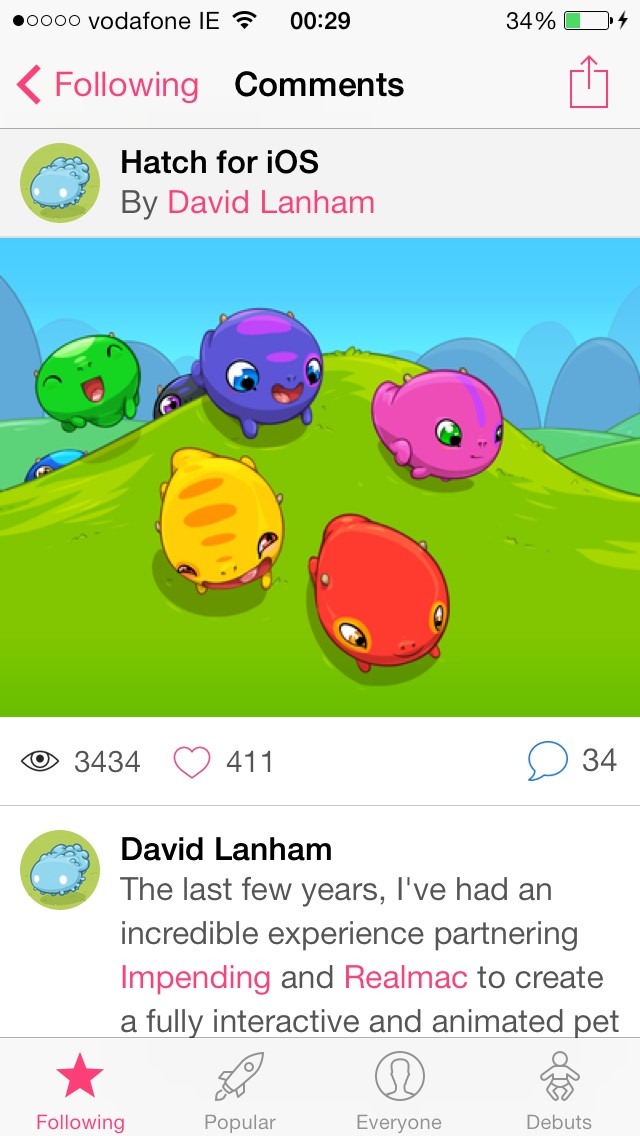 vodafone IE 00:29 34%
Following Comments
Hatch for iOS
By David Lanham
3434 411 34
David Lanham
The last few years, I've had an
incredible experience partnering
Impending and Realmac to create
a fully interactive and animated pet
Following Popular Everyone Debuts